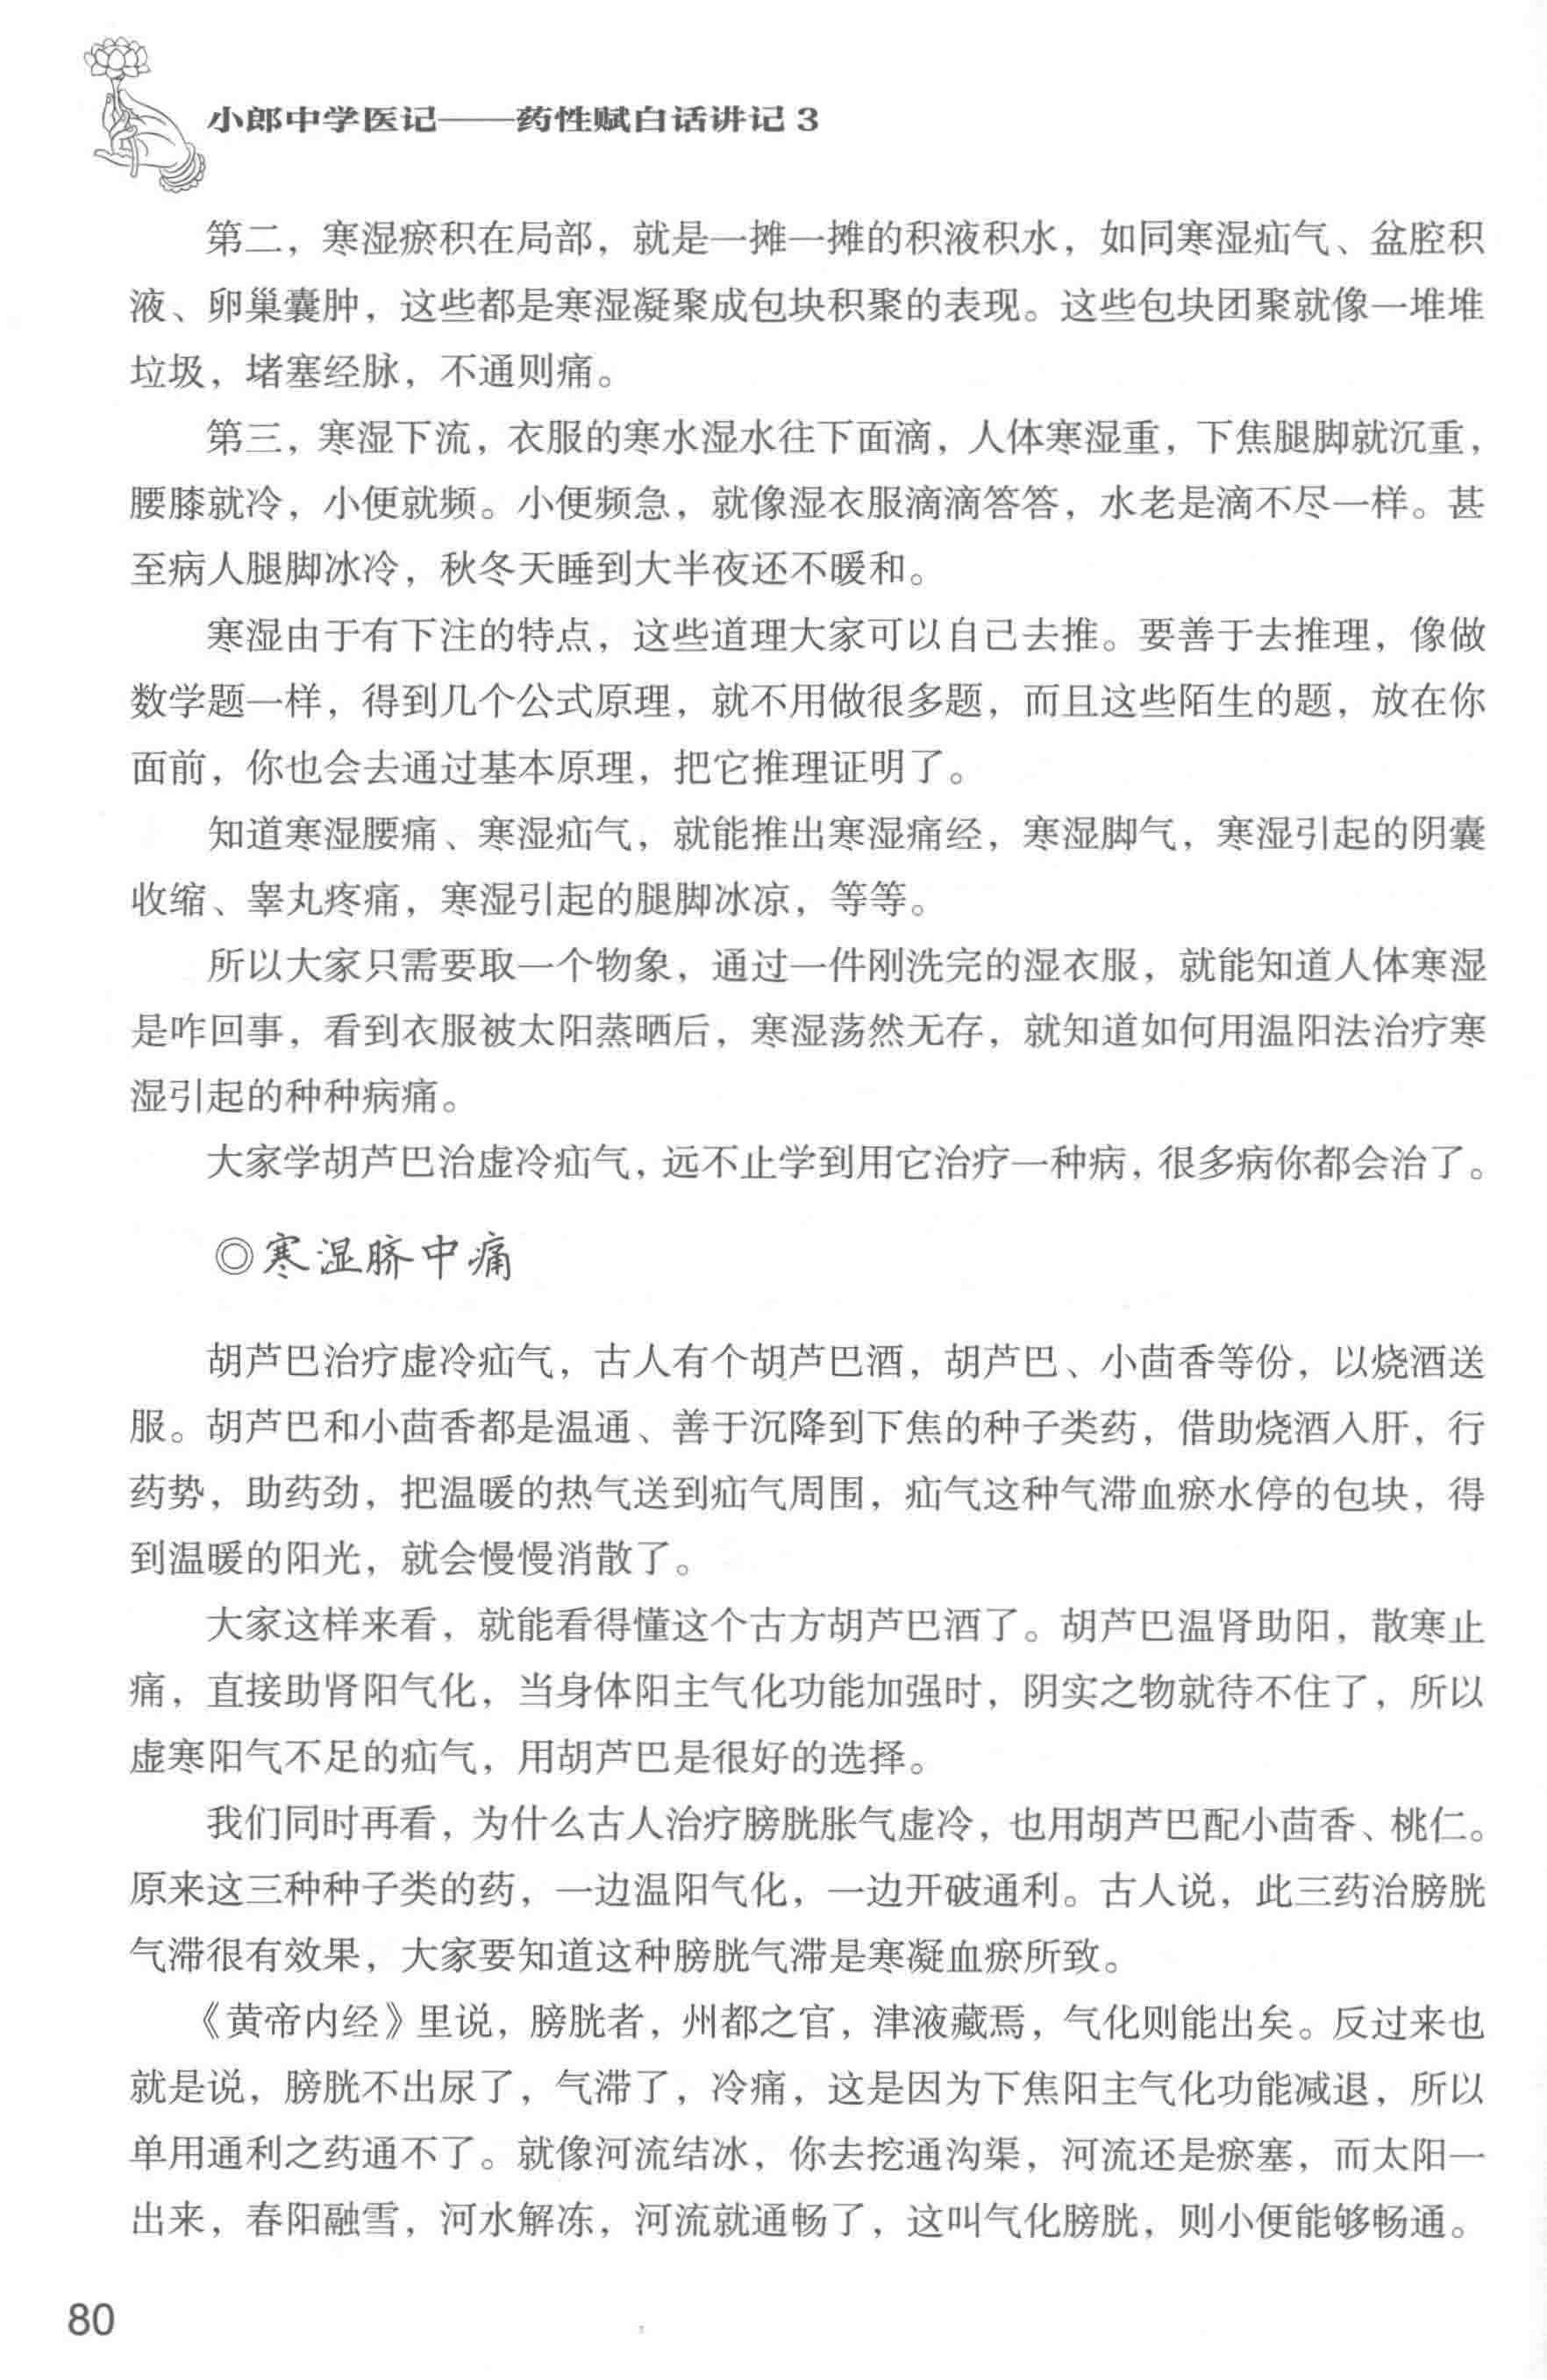 小郎中学医记——药性赋白话讲记3
第二，寒湿瘀积在局部，就是一摊一摊的积液积水，如同寒湿疝气、盆腔积
液、卵巢囊肿，这些都是寒湿凝聚成包块积聚的表现。这些包块团聚就像一堆堆
垃圾，堵塞经脉，不通则痛。
第三，寒湿下流，衣服的寒水湿水往下面滴，人体寒湿重，下焦腿脚就沉重，
腰膝就冷，小便就频。小便频急，就像湿衣服滴滴答答，水老是滴不尽一样。甚
至病人腿脚冰冷，秋冬天睡到大半夜还不暖和。
寒湿由于有下注的特点，这些道理大家可以自己去推。要善于去推理，像做
数学题一样，得到几个公式原理，就不用做很多题，而且这些陌生的题，放在你
面前，你也会去通过基本原理，把它推理证明了。
知道寒湿腰痛、寒湿疝气，就能推出寒湿痛经，寒湿脚气，寒湿引起的阴囊
收缩、睾丸疼痛，寒湿引起的腿脚冰凉，等等。
所以大家只需要取一个物象，通过一件刚洗完的湿衣服，就能知道人体寒湿
是咋回事，看到衣服被太阳蒸晒后，寒湿荡然无存，就知道如何用温阳法治疗寒
湿引起的种种病痛。
大家学胡芦巴治虚冷疝气，远不止学到用它治疗一种病，很多病你都会治了。
◎寒湿脐中痛
胡芦巴治疗虚冷疝气，古人有个胡芦巴酒，胡芦巴、小茴香等份，以烧酒送
服。胡芦巴和小茴香都是温通、善于沉降到下焦的种子类药，借助烧酒入肝，行
药势，助药劲，把温暖的热气送到疝气周围，疝气这种气滞血瘀水停的包块，得
到温暖的阳光，就会慢慢消散了。
大家这样来看，就能看得懂这个古方胡芦巴酒了。胡芦巴温肾助阳，散寒止
痛，直接助肾阳气化，当身体阳主气化功能加强时，阴实之物就待不住了，所以
虚寒阳气不足的疝气，用胡芦巴是很好的选择。
我们同时再看，为什么古人治疗膀胱胀气虚冷，也用胡芦巴配小茴香、桃仁。
原来这三种种子类的药，一边温阳气化，一边开破通利。古人说，此三药治膀胱
气滞很有效果，大家要知道这种膀胱气滞是寒凝血瘀所致。
《黄帝内经》里说，膀胱者，州都之官，津液藏焉，气化则能出矣。反过来也
就是说，膀胱不出尿了，气滞了，冷痛，这是因为下焦阳主气化功能减退，所以
单用通利之药通不了。就像河流结冰，你去挖通沟渠，河流还是瘀塞，而太阳一
出来，春阳融雪，河水解冻，河流就通畅了，这叫气化膀胱，则小便能够畅通。
80